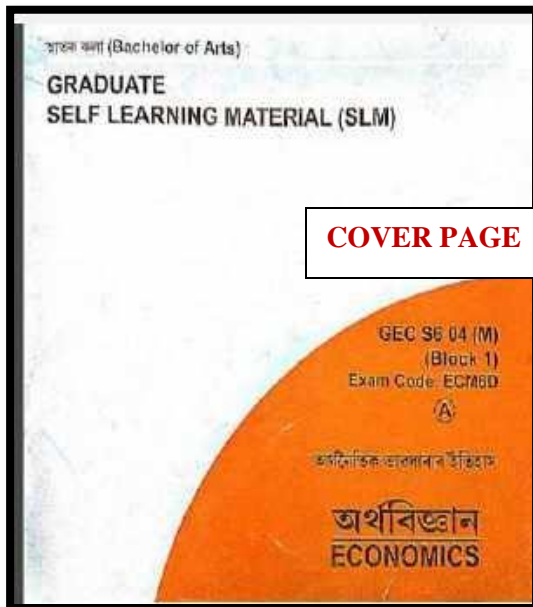 স্নাতক কলা (Bachelor of Arts)
GRADUATE
SELF LEARNING MATERIAL (SLM)
COVER PAGE
GEC S6 04 (M)
(Block 1)
Exam Code: ECM6D
A
অৰ্থনৈতিক ভাৱধাৰাৰ ইতিহাস
অৰ্থবিজ্ঞান
ECONOMICS